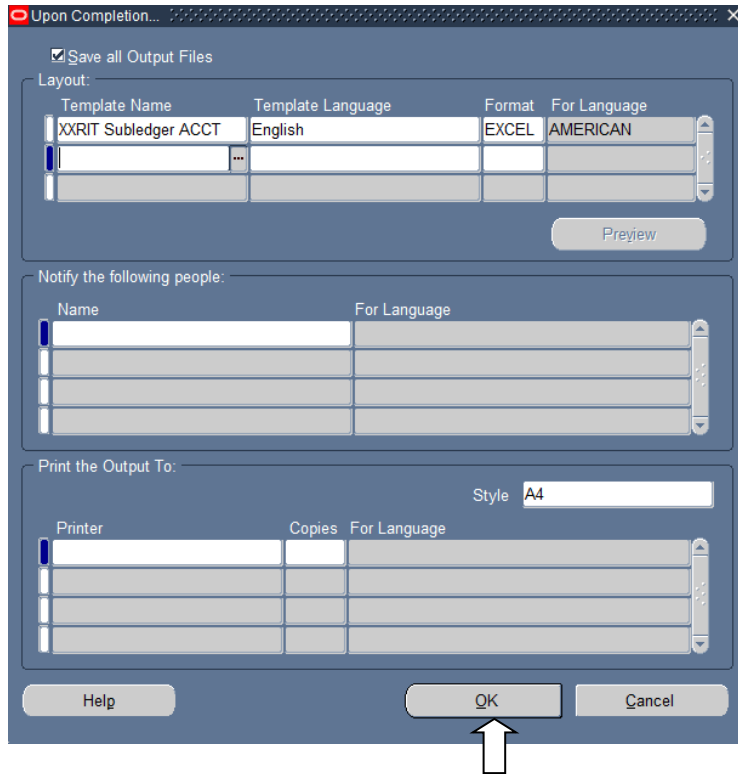 Upon Completion...
Save all Output Files
Layout:
Template Name Template Language Format For Language
XXRIT Subledger ACCT English EXCEL AMERICAN
...
Preview
Notify the following people:
Name For Language
Print the Output To:
Style A4
Printer Copies For Language
Help OK Cancel